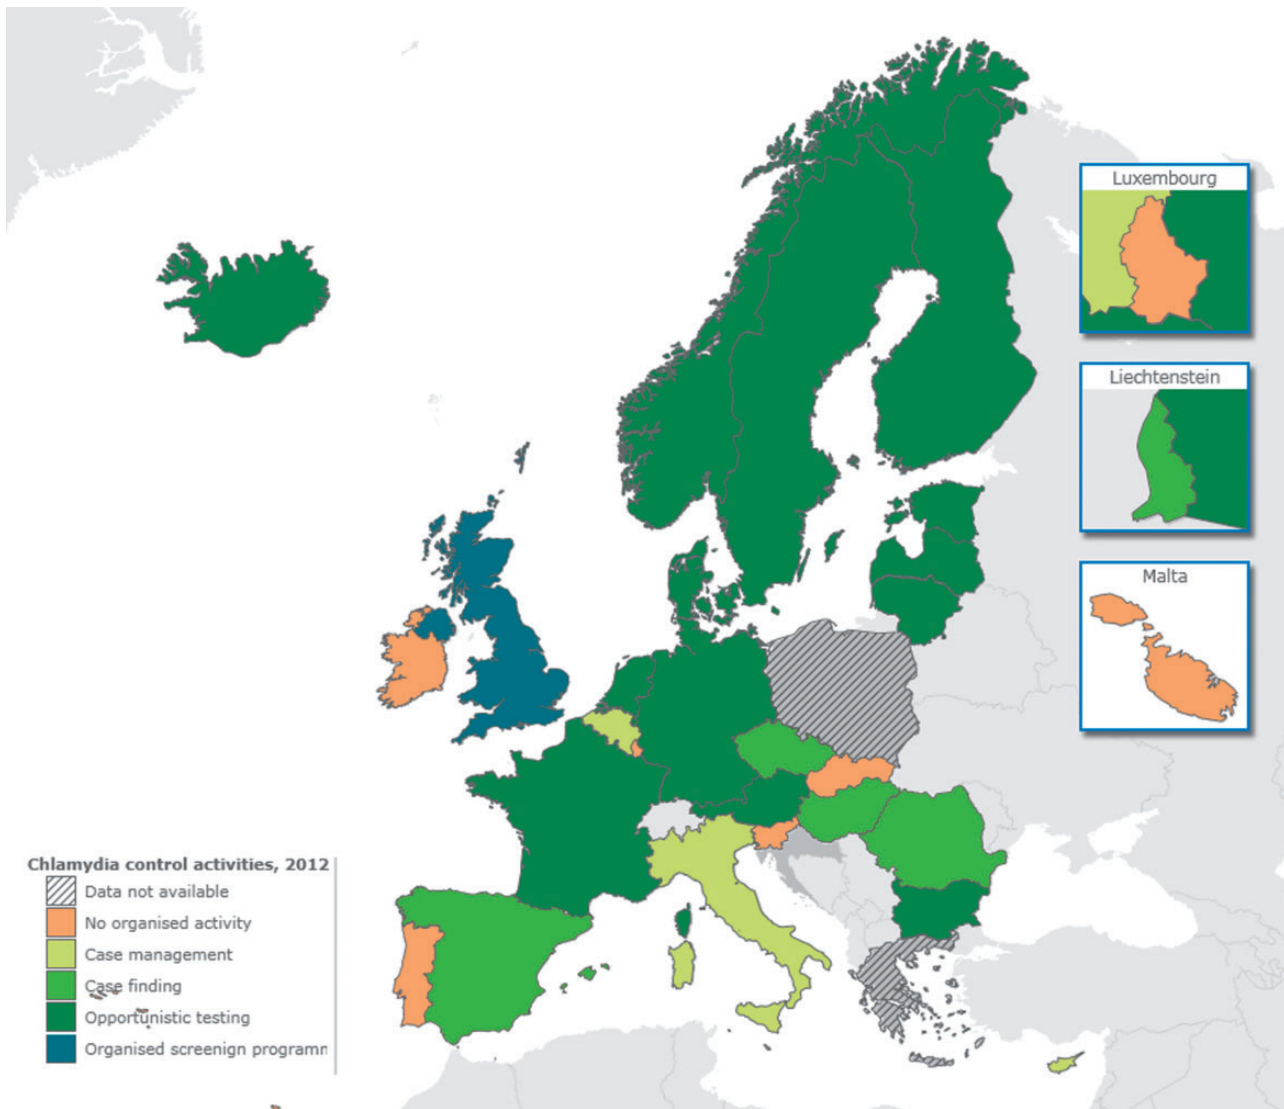 Luxembourg
Liechtenstein
Malta
Chlamydia control activities, 2012
Data not available
No organised activity
Case management
Case finding
Opportunistic testing
Organised screenign programm